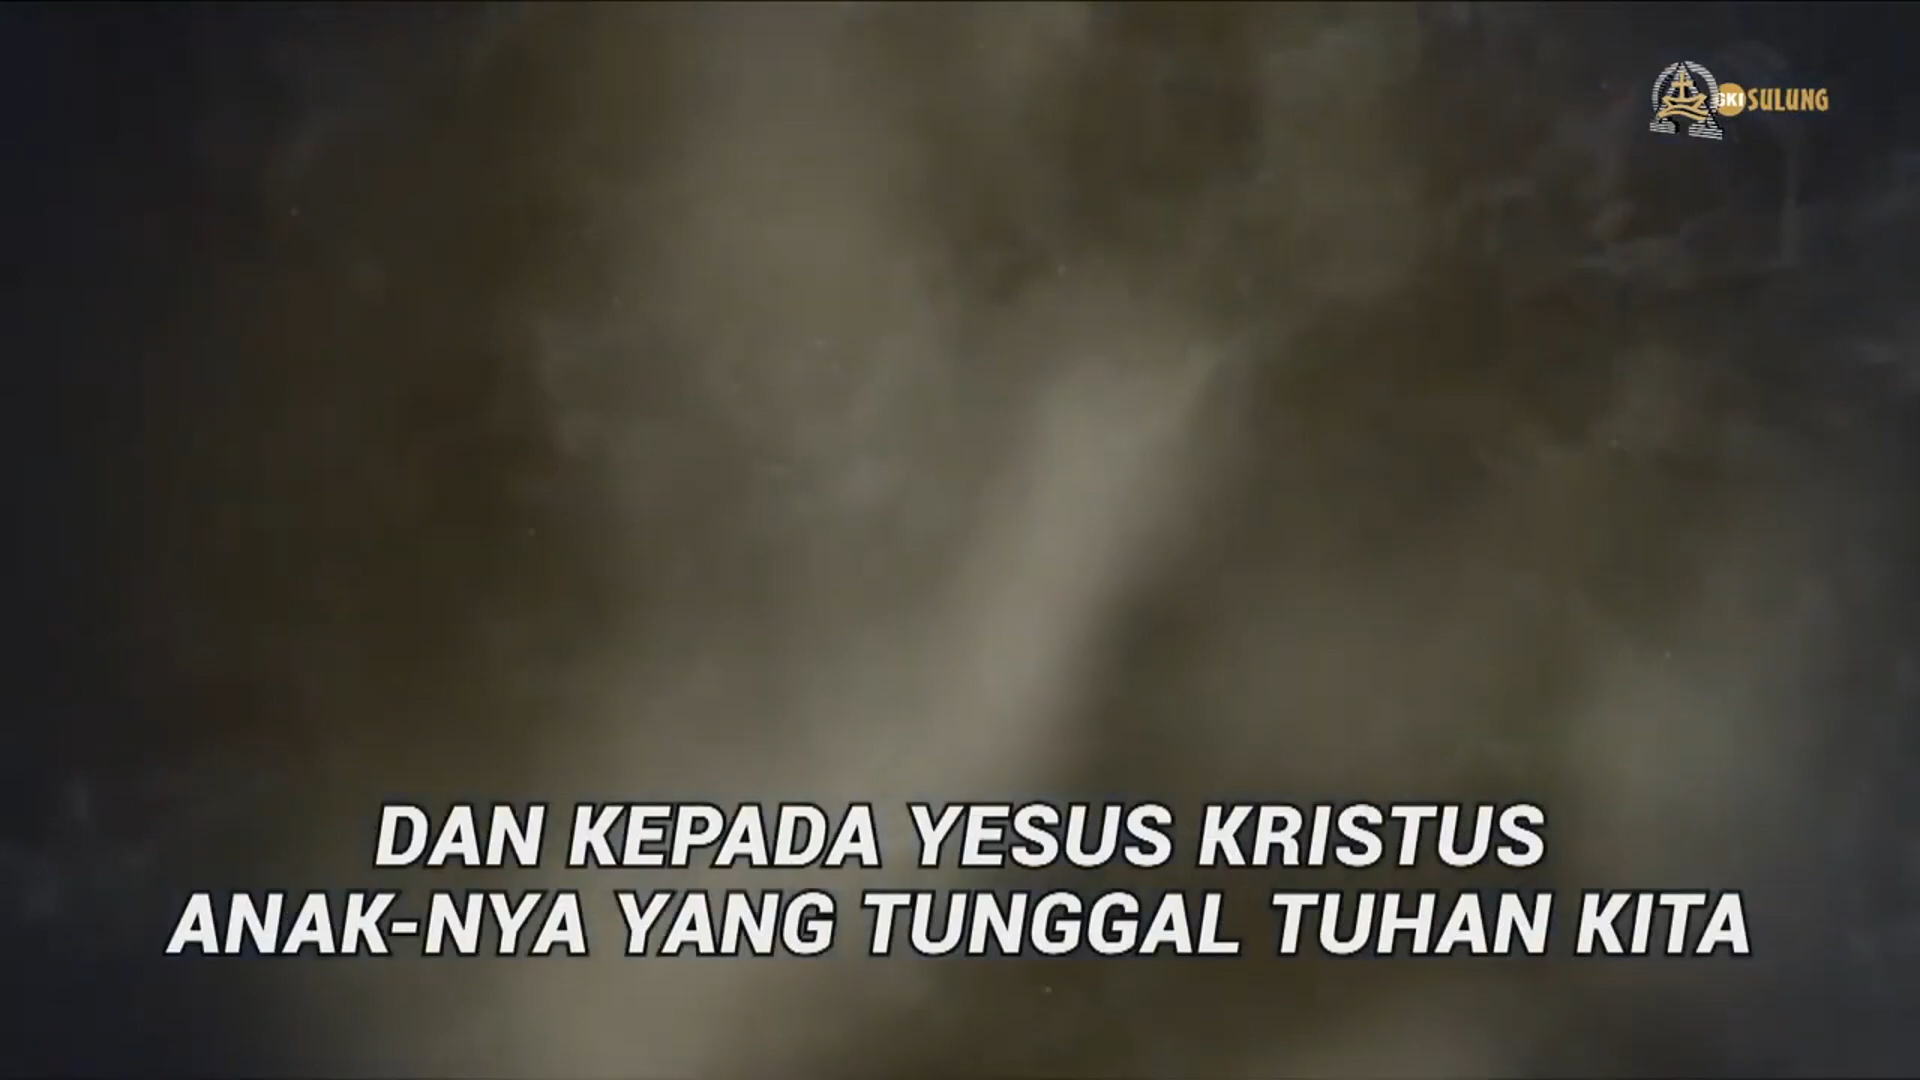 GKI SULUNG
DAN KEPADA YESUS KRISTUS
ANAK-NYA YANG TUNGGAL TUHAN KITA